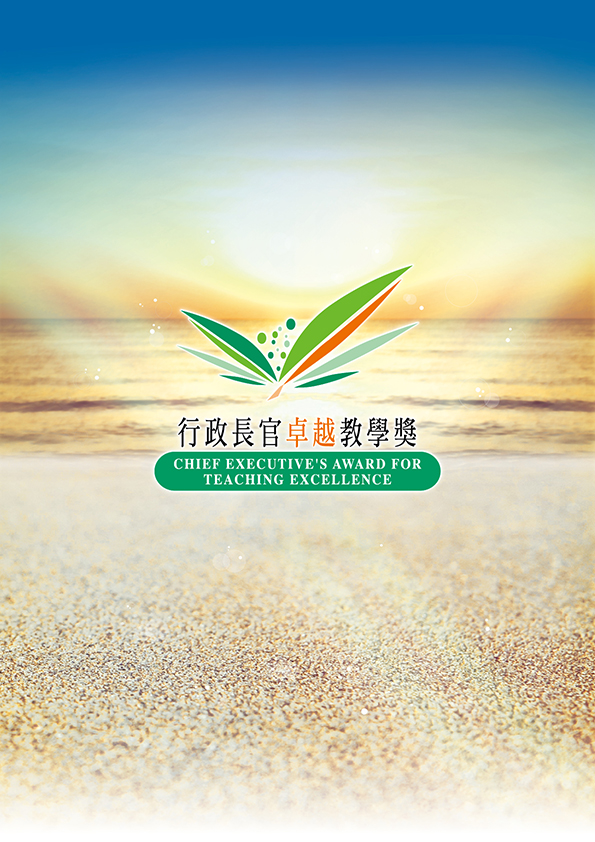 行政長官卓越教學獎
CHIEF EXECUTIVE'S AWARD FOR
TEACHING EXCELLENCE